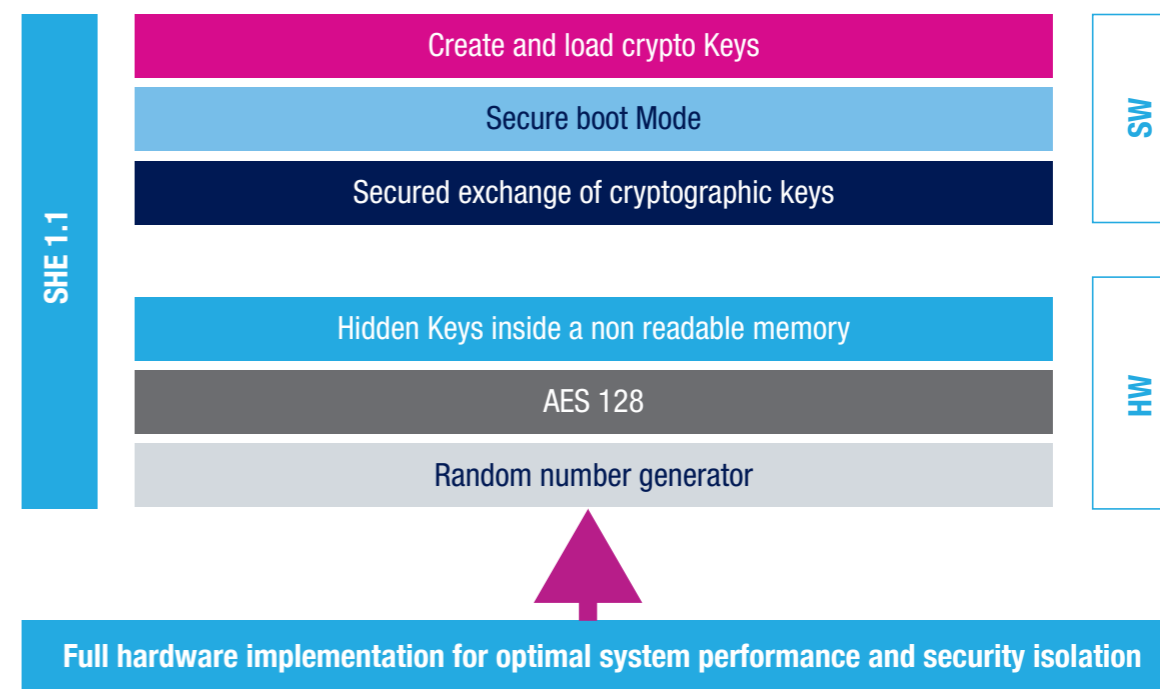 SHE 1.1
Create and load crypto Keys
Secure boot Mode
Secured exchange of cryptographic keys
SW
Hidden Keys inside a non readable memory
AES 128
Random number generator
HW
Full hardware implementation for optimal system performance and security isolation